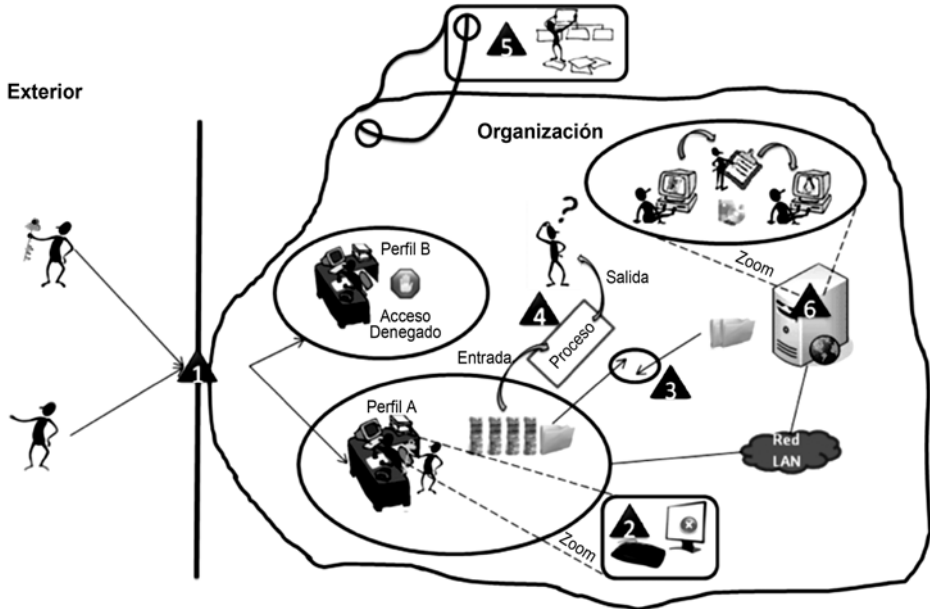 5
Exterior
Organización
Perfil B
Acceso
Denegado
?
Zoom
Salida
6
4
Proceso
Entrada
1
3
Perfil A
Red
LAN
2
Zoom